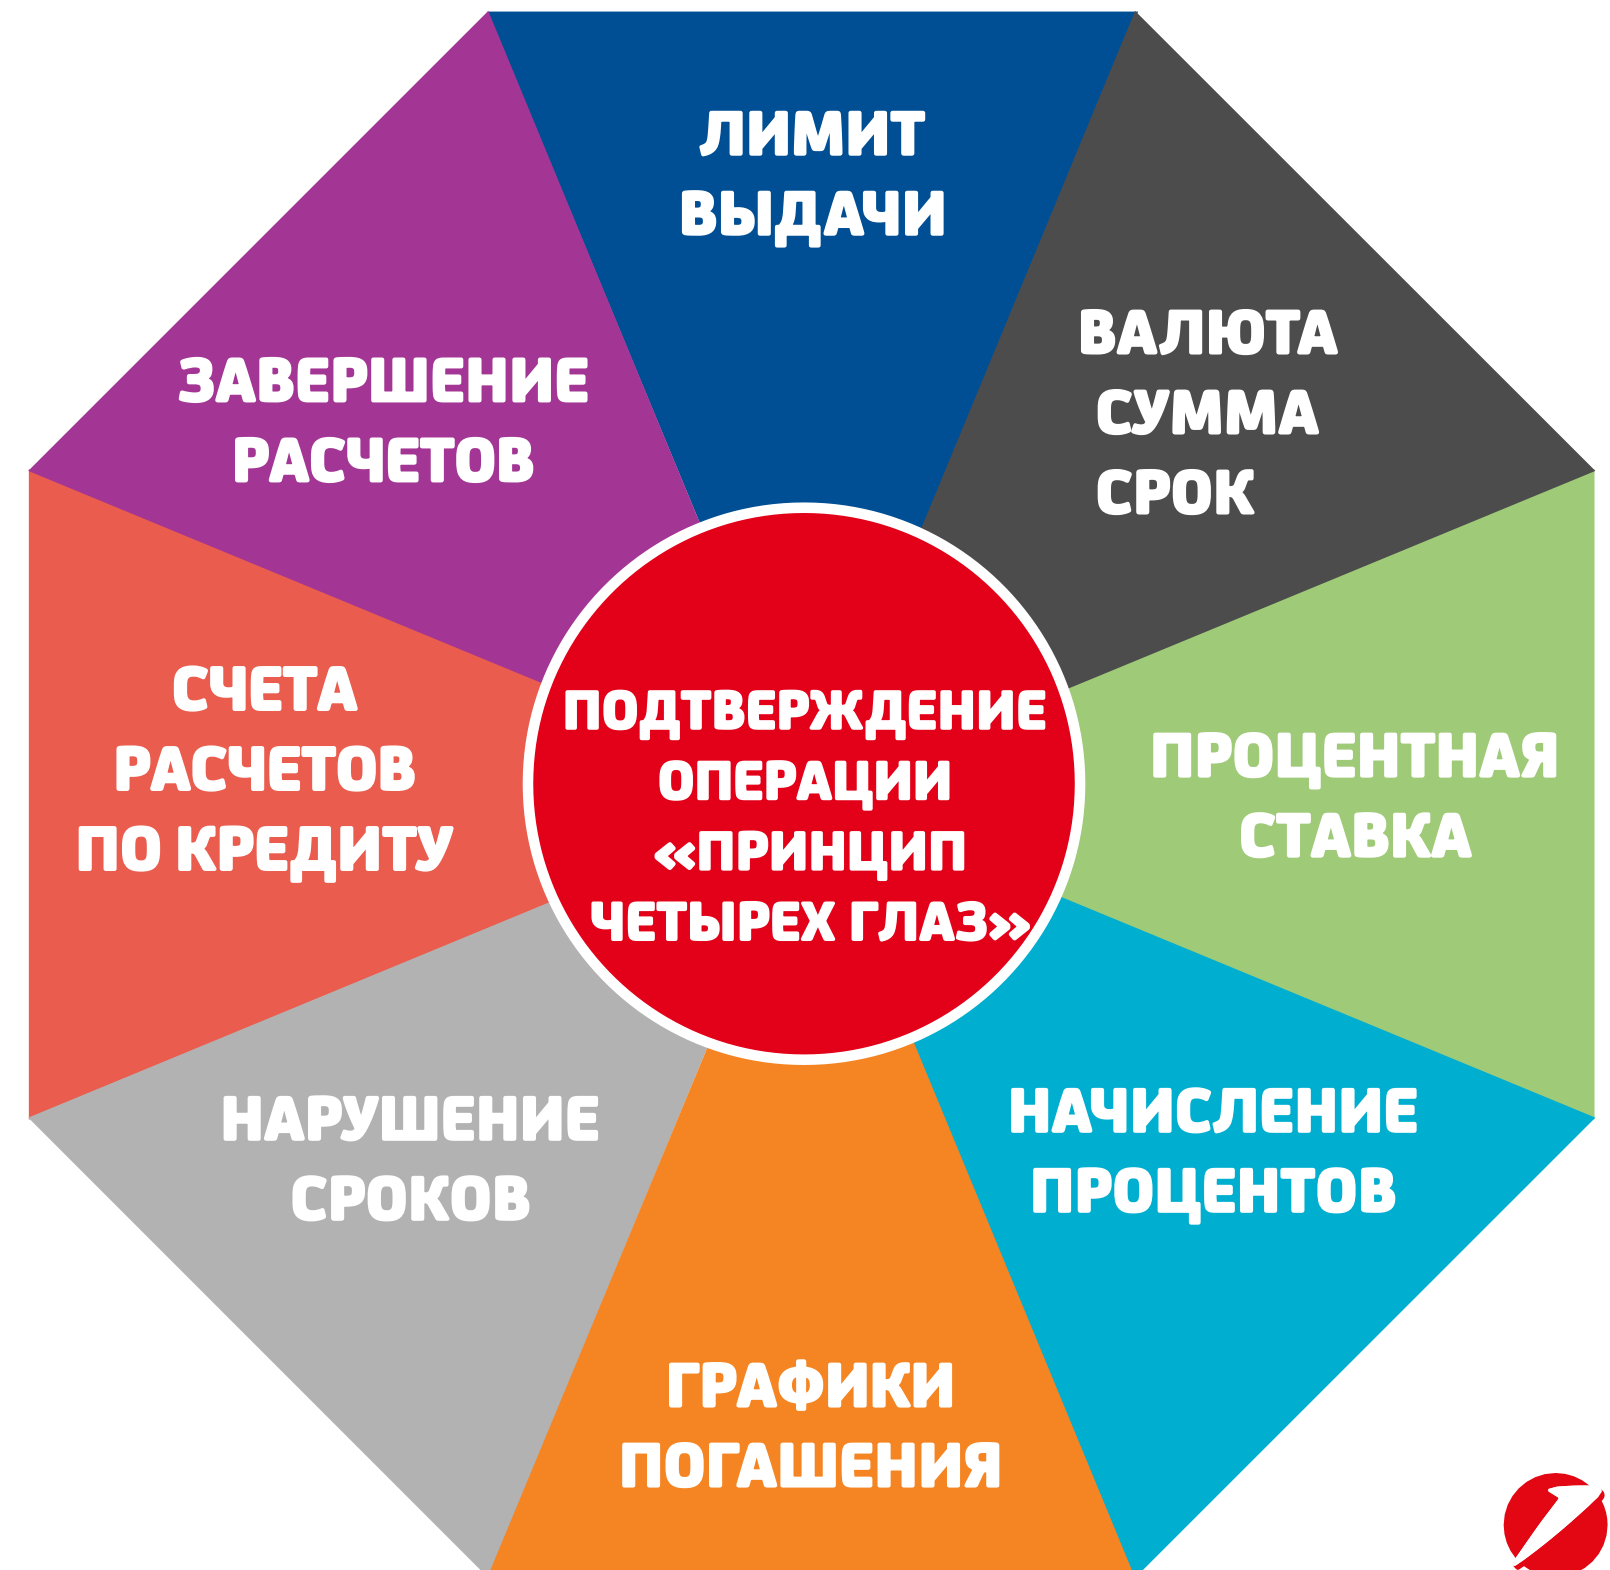 ЛИМИТ
ВЫДАЧИ
ВАЛЮТА
СУММА
СРОК
ПРОЦЕНТНАЯ
СТАВКА
НАЧИСЛЕНИЕ
ПРОЦЕНТОВ
ГРАФИКИ
ПОГАШЕНИЯ
НАРУШЕНИЕ
СРОКОВ
СЧЕТА
РАСЧЕТОВ
ПО КРЕДИТУ
ЗАВЕРШЕНИЕ
РАСЧЕТОВ
ПОДТВЕРЖДЕНИЕ
ОПЕРАЦИИ
«ПРИНЦИП
ЧЕТЫРЕХ ГЛАЗ»